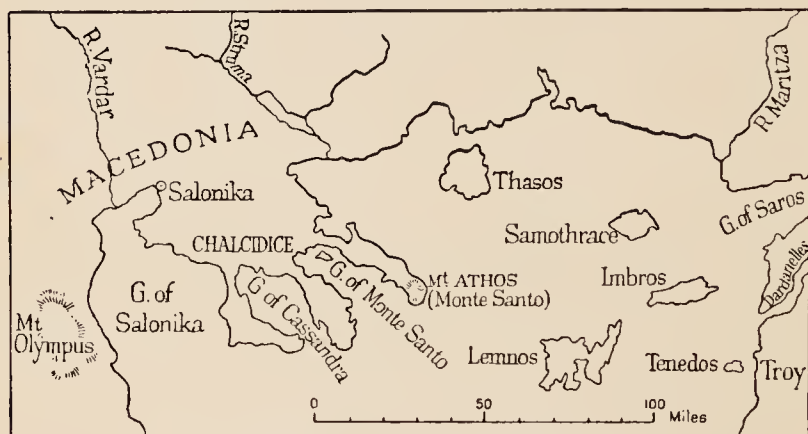 R. Vardar
R. Struma
R. Maritza
MACEDONIA
Salonika
Thasos
G. of Saros
Samothrace
CHALCIDICE
G. of Monte Santo
Mt ATHOS
(Monte Santo)
Imbros
Dardanelles
G. of
Salonika
G of Cassandra
Mt
Olympus
Lemnos
Tenedos
Troy
0 50 100
Miles